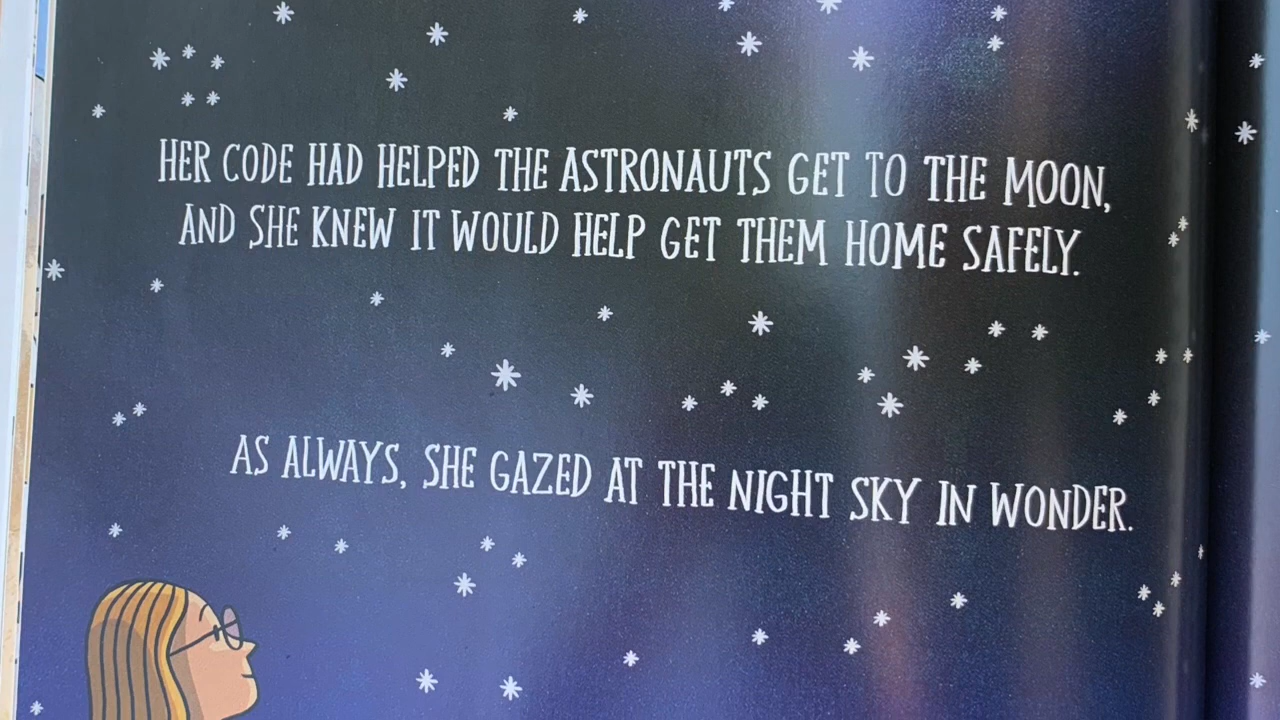 HER CODE HAD HELPED THE ASTRONAUTS GET TO THE MOON,
AND SHE KNEW IT WOULD HELP GET THEM HOME SAFELY.
AS ALWAYS, SHE GAZED AT THE NIGHT SKY IN WONDER.